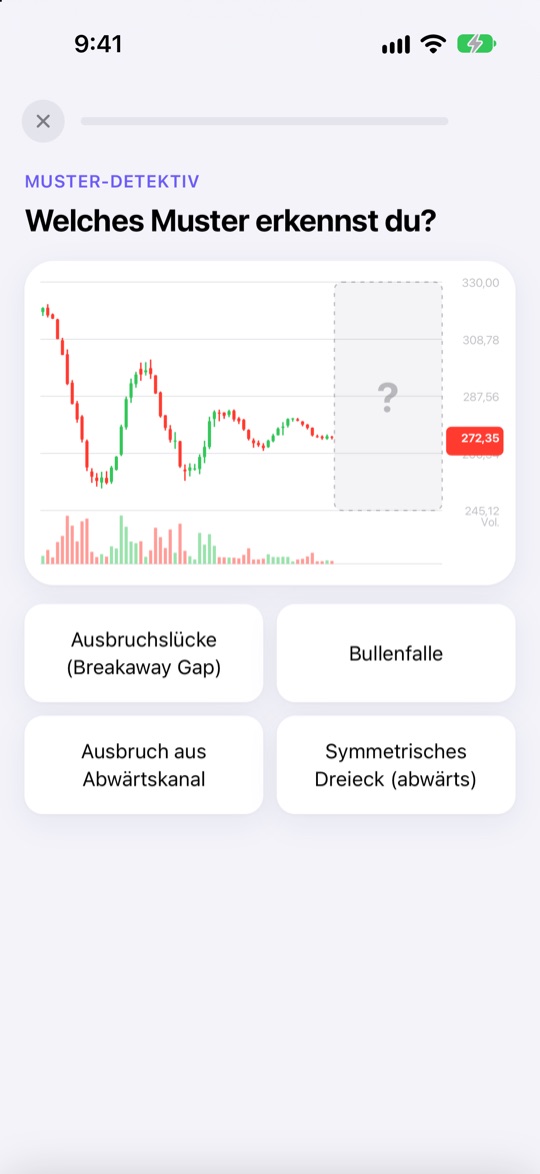 9:41
MUSTER-DETEKTIV
Welches Muster erkennst du?
330,00
308,78
287,56
?
272,35
245,12
Vol.
Ausbruchslücke
(Breakaway Gap)
Bullenfalle
Ausbruch aus
Abwärtskanal
Symmetrisches
Dreieck (abwärts)